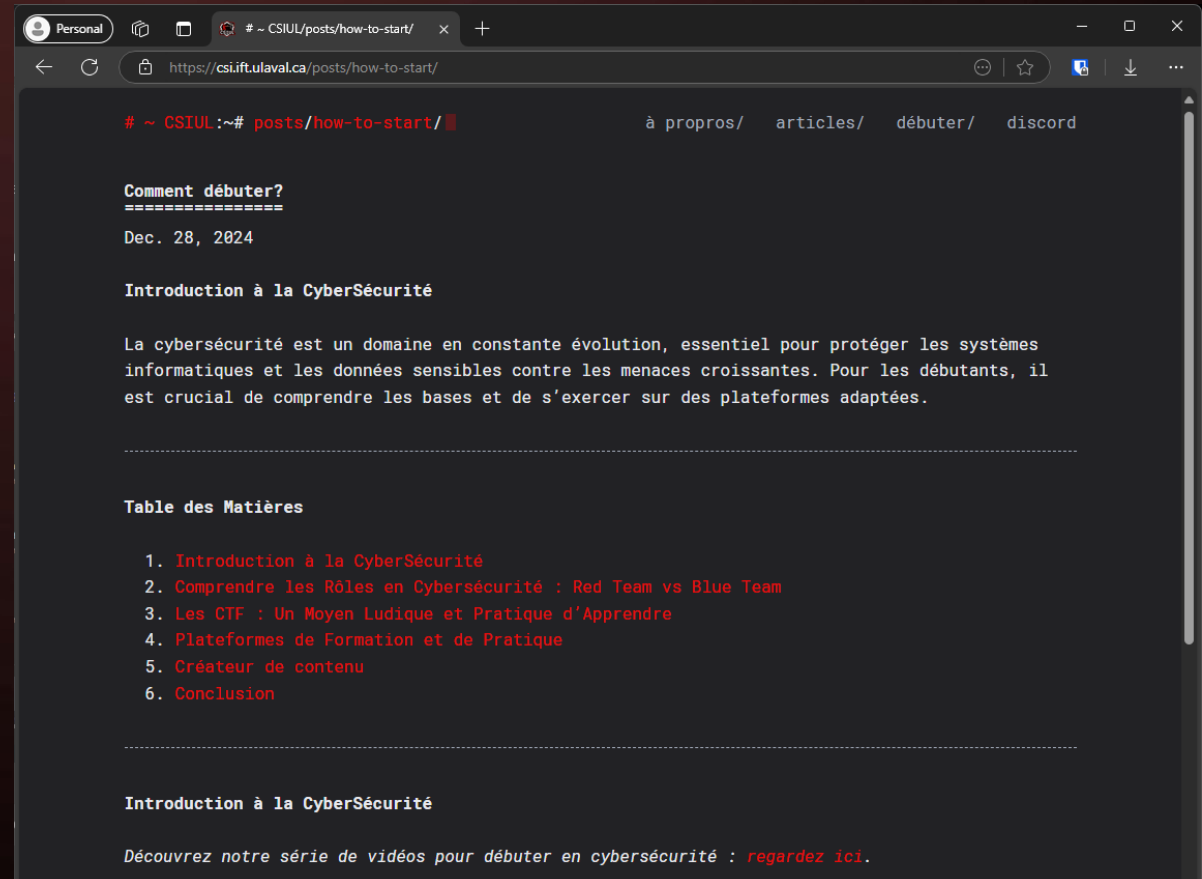 Personal
# ~ CSIUL/posts/how-to-start/
https://csi.ift.ulaval.ca/posts/how-to-start/
# ~ CSIUL:~# posts/how-to-start/ à propros/ articles/ débuter/ discord
Comment débuter?
================
Dec. 28, 2024
Introduction à la CyberSécurité
La cybersécurité est un domaine en constante évolution, essentiel pour protéger les systèmes
informatiques et les données sensibles contre les menaces croissantes. Pour les débutants, il
est crucial de comprendre les bases et de s’exercer sur des plateformes adaptées.
Table des Matières
1. Introduction à la CyberSécurité
2. Comprendre les Rôles en Cybersécurité : Red Team vs Blue Team
3. Les CTF : Un Moyen Ludique et Pratique d’Apprendre
4. Plateformes de Formation et de Pratique
5. Créateur de contenu
6. Conclusion
Introduction à la CyberSécurité
Découvrez notre série de vidéos pour débuter en cybersécurité : regardez ici.